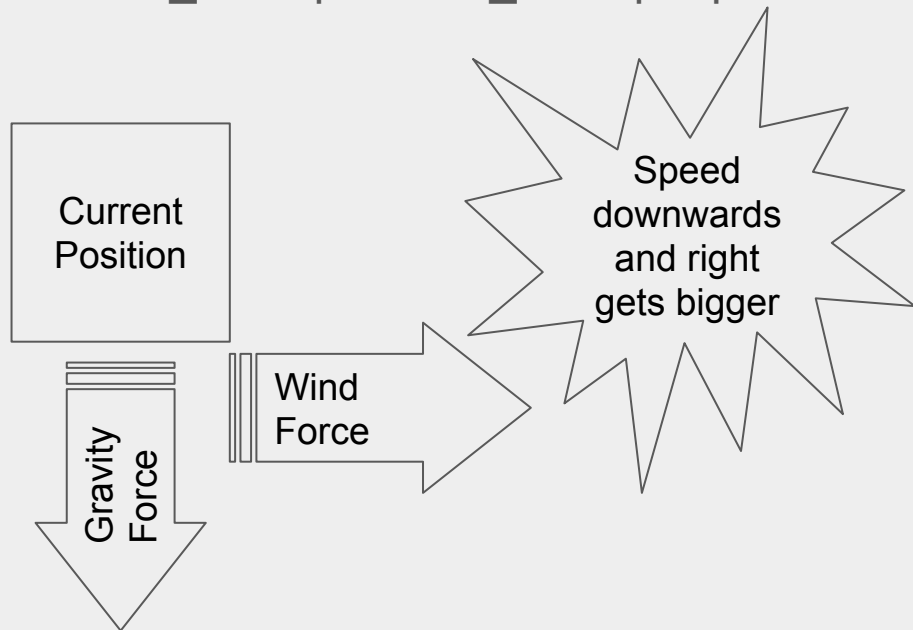 Current
Position
Speed
downwards
and right
gets bigger
Wind
Force
Gravity
Force